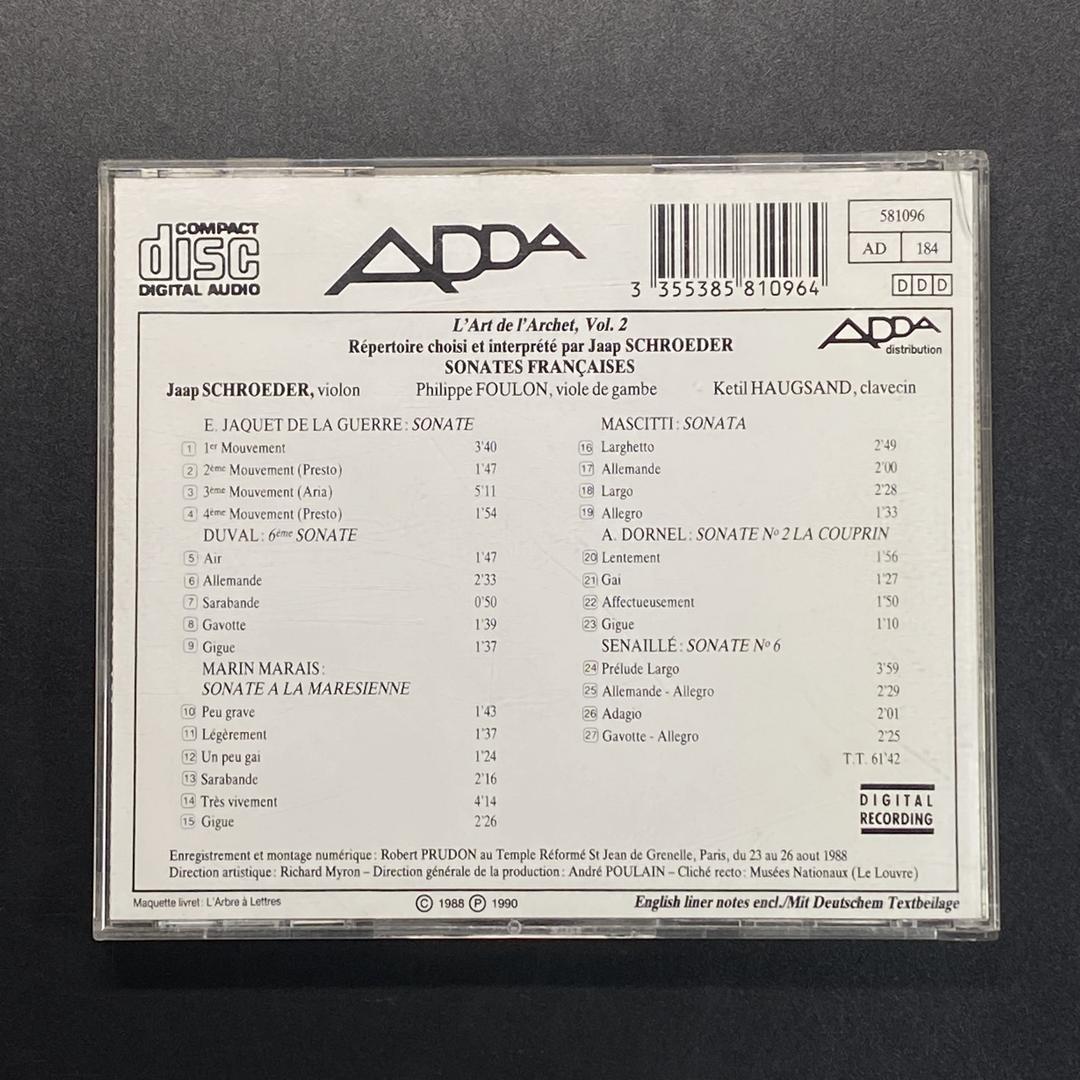 COMPACT
disc
DIGITAL AUDIO
ADDA
3 355385 810964
581096
AD 184
DDD
L'Art de l'Archet, Vol. 2
Répertoire choisi et interprété par Jaap SCHROEDER
SONATES FRANÇAISES
ADDA
distribution
Jaap SCHROEDER, violon Philippe FOULON, viole de gambe Ketil HAUGSAND, clavecin
E. JAQUET DE LA GUERRE : SONATE
1 1er Mouvement 3'40
2 2ème Mouvement (Presto) 1'47
3 3ème Mouvement (Aria) 5'11
4 4ème Mouvement (Presto) 1'54
DUVAL : 6ème SONATE
5 Air 1'47
6 Allemande 2'33
7 Sarabande 0'50
8 Gavotte 1'39
9 Gigue 1'37
MARIN MARAIS :
SONATE A LA MARESIENNE
10 Peu grave 1'43
11 Légèrement 1'37
12 Un peu gai 1'24
13 Sarabande 2'16
14 Très vivement 4'14
15 Gigue 2'26
MASCITTI : SONATA
16 Larghetto 2'49
17 Allemande 2'00
18 Largo 2'28
19 Allegro 1'33
A. DORNEL : SONATE No 2 LA COUPRIN
20 Lentement 1'56
21 Gai 1'27
22 Affectueusement 1'50
23 Gigue 1'10
SENAILLÉ : SONATE No 6
24 Prélude Largo 3'59
25 Allemande - Allegro 2'29
26 Adagio 2'01
27 Gavotte - Allegro 2'25
T.T. 61'42
DIGITAL
RECORDING
Enregistrement et montage numérique : Robert PRUDON au Temple Réformé St Jean de Grenelle, Paris, du 23 au 26 aout 1988
Direction artistique : Richard Myron – Direction générale de la production : André POULAIN – Cliché recto : Musées Nationaux (Le Louvre)
Maquette livret : L'Arbre à Lettres
© 1988 ℗ 1990
English liner notes encl./Mit Deutschem Textbeilage